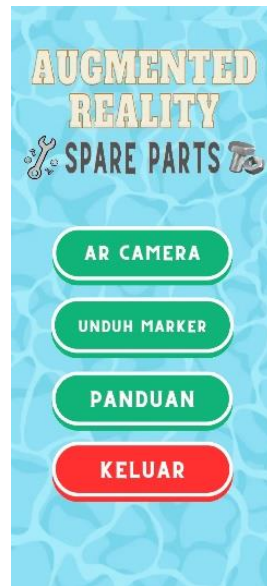 AUGMENTED
REALITY
SPARE PARTS
AR CAMERA
UNDUH MARKER
PANDUAN
KELUAR